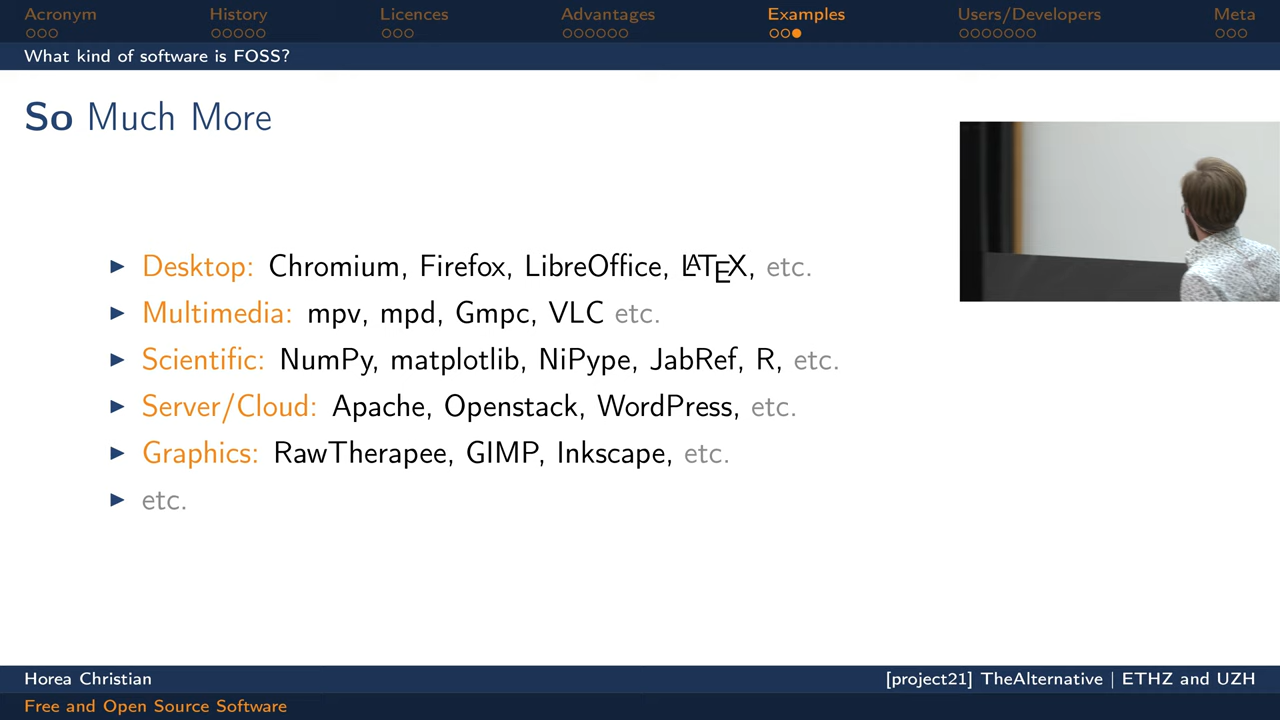 Acronym History Licences Advantages Examples Users/Developers Meta
What kind of software is FOSS?
So Much More
Desktop: Chromium, Firefox, LibreOffice, LATEX, etc.
Multimedia: mpv, mpd, Gmpc, VLC etc.
Scientific: NumPy, matplotlib, NiPype, JabRef, R, etc.
Server/Cloud: Apache, Openstack, WordPress, etc.
Graphics: RawTherapee, GIMP, Inkscape, etc.
etc.
Horea Christian [project21] TheAlternative | ETHZ and UZH
Free and Open Source Software